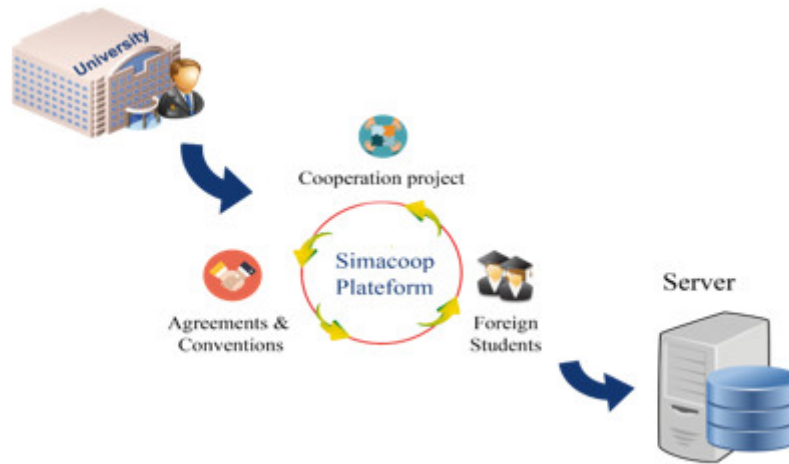 University
Cooperation project
Simacoop
Plateform
Agreements &
Conventions
Foreign
Students
Server